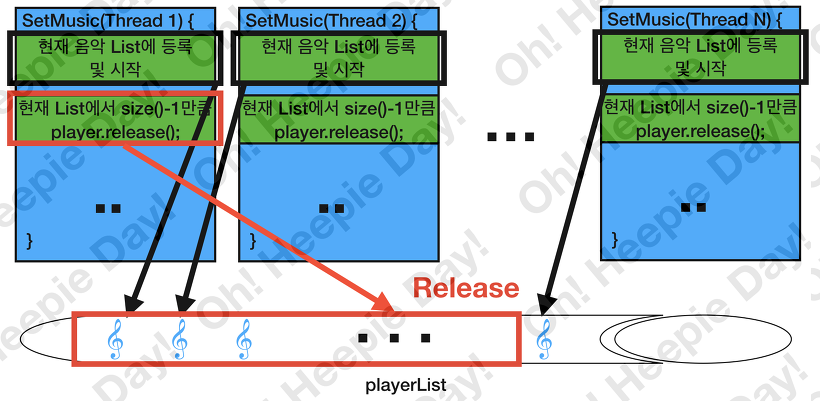 SetMusic(Thread 1) {
현재 음악 List에 등록
및 시작
현재 List에서 size()-1만큼
player.release();
}
SetMusic(Thread 2) {
현재 음악 List에 등록
및 시작
현재 List에서 size()-1만큼
player.release();
}
SetMusic(Thread N) {
현재 음악 List에 등록
및 시작
현재 List에서 size()-1만큼
player.release();
}
Release
playerList
Oh! Heepie Day!